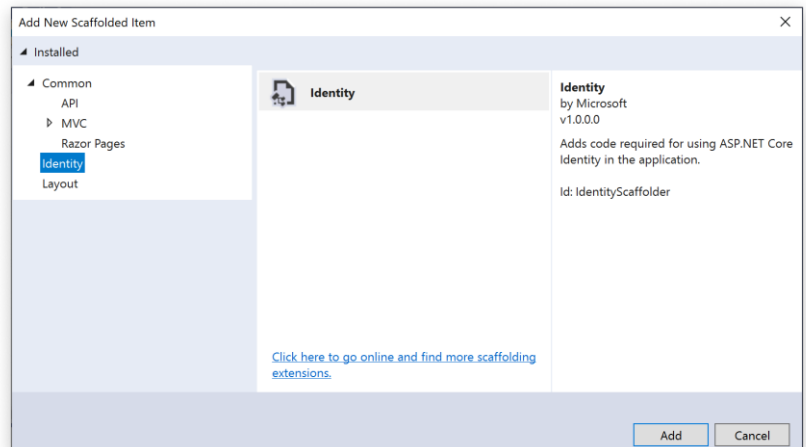 Add New Scaffolded Item
Installed
Common
API
MVC
Razor Pages
Identity
Layout
Identity
Click here to go online and find more scaffolding
extensions.
Identity
by Microsoft
v1.0.0.0
Adds code required for using ASP.NET Core
Identity in the application.
Id: IdentityScaffolder
Add
Cancel